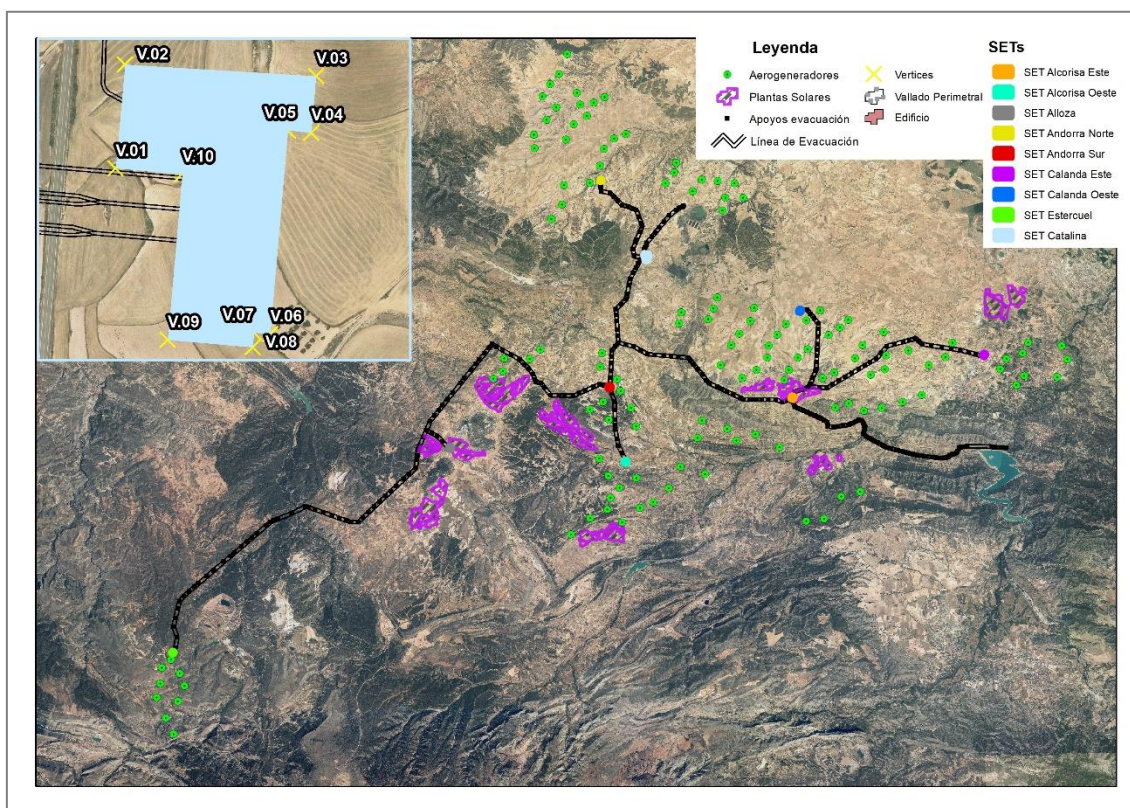 V.02
V.03
V.05
V.04
V.01
V.10
V.07
V.06
V.09
V.08
Leyenda
Aerogeneradores
Plantas Solares
Apoyos evacuación
Línea de Evacuación
Vertices
Vallado Perimetral
Edificio
SETs
SET Alcorisa Este
SET Alcorisa Oeste
SET Alloza
SET Andorra Norte
SET Andorra Sur
SET Calanda Este
SET Calanda Oeste
SET Estercuel
SET Catalina